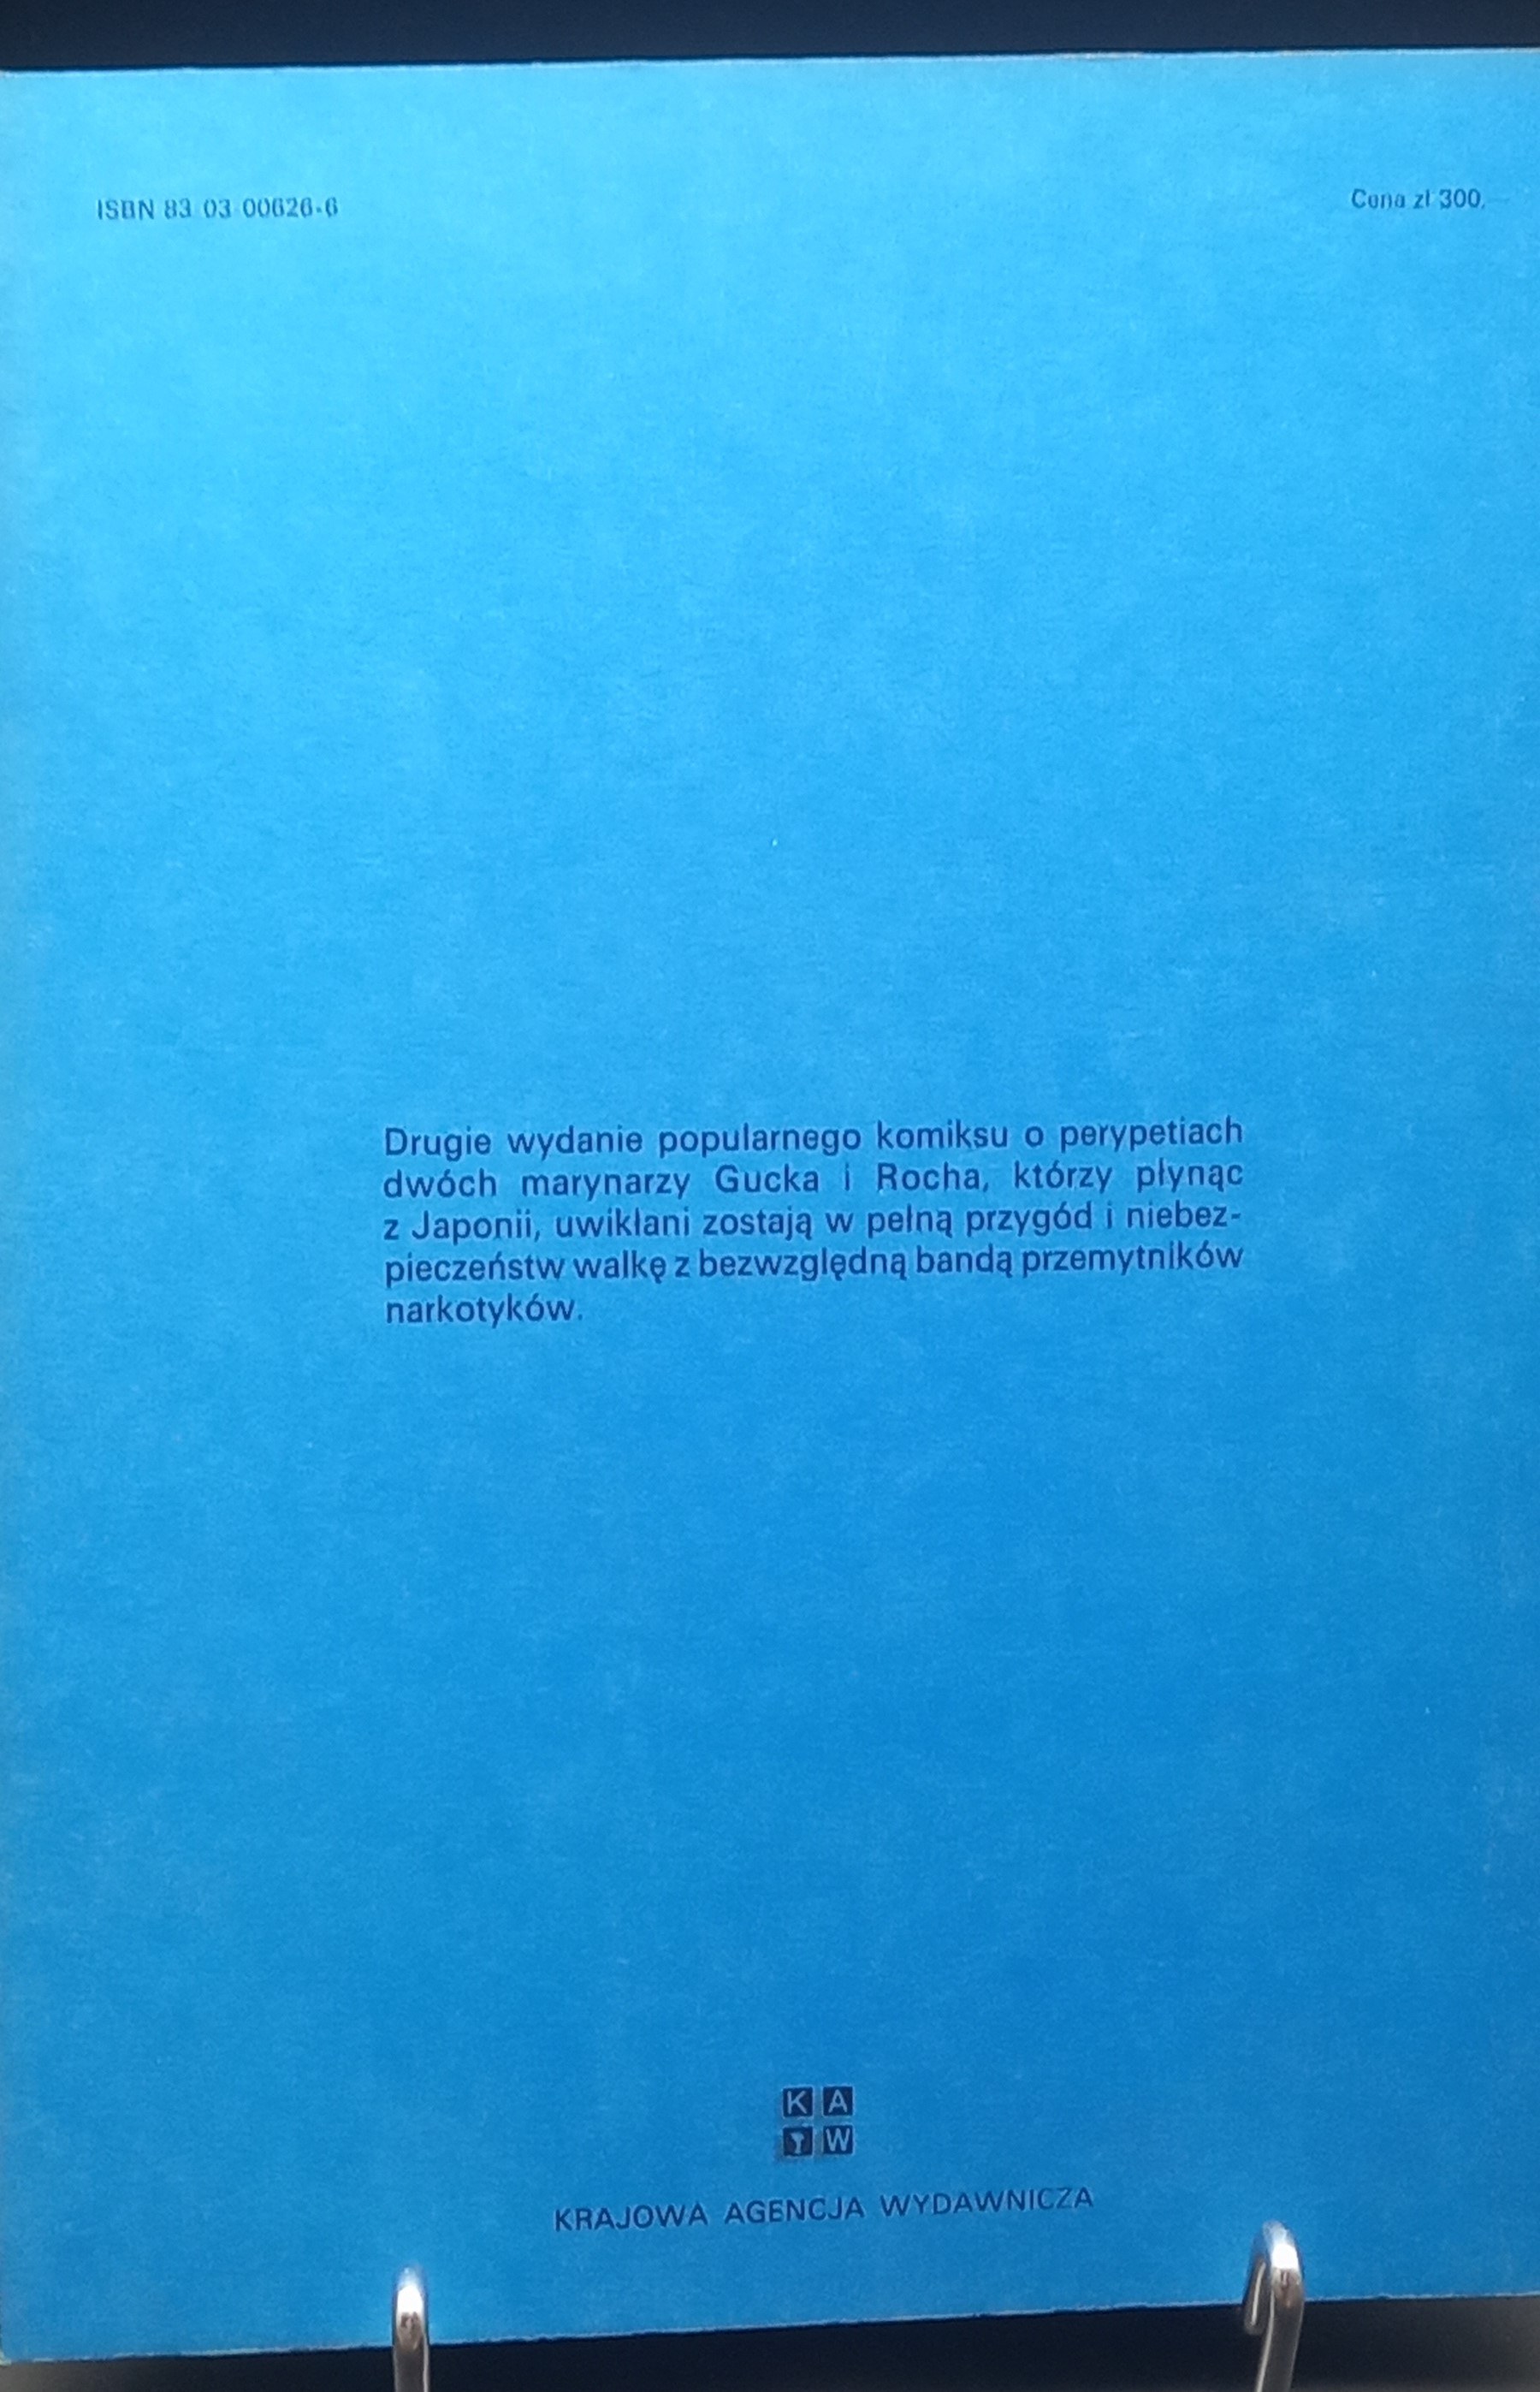 ISBN 83 03 00626-6
Cena zł 300,—
Drugie wydanie popularnego komiksu o perypetiach
dwóch marynarzy Gucka i Rocha, którzy płynąc
z Japonii, uwikłani zostają w pełną przygód i niebez-
pieczeństw walkę z bezwzględną bandą przemytników
narkotyków.
K A
W
KRAJOWA AGENCJA WYDAWNICZA